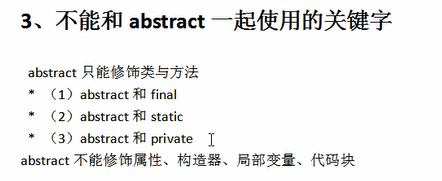 3、不能和 abstract 一起使用的关键字
abstract 只能修饰类与方法
* （1）abstract 和 final
* （2）abstract 和 static
* （3）abstract 和 private
abstract 不能修饰属性、构造器、局部变量、代码块